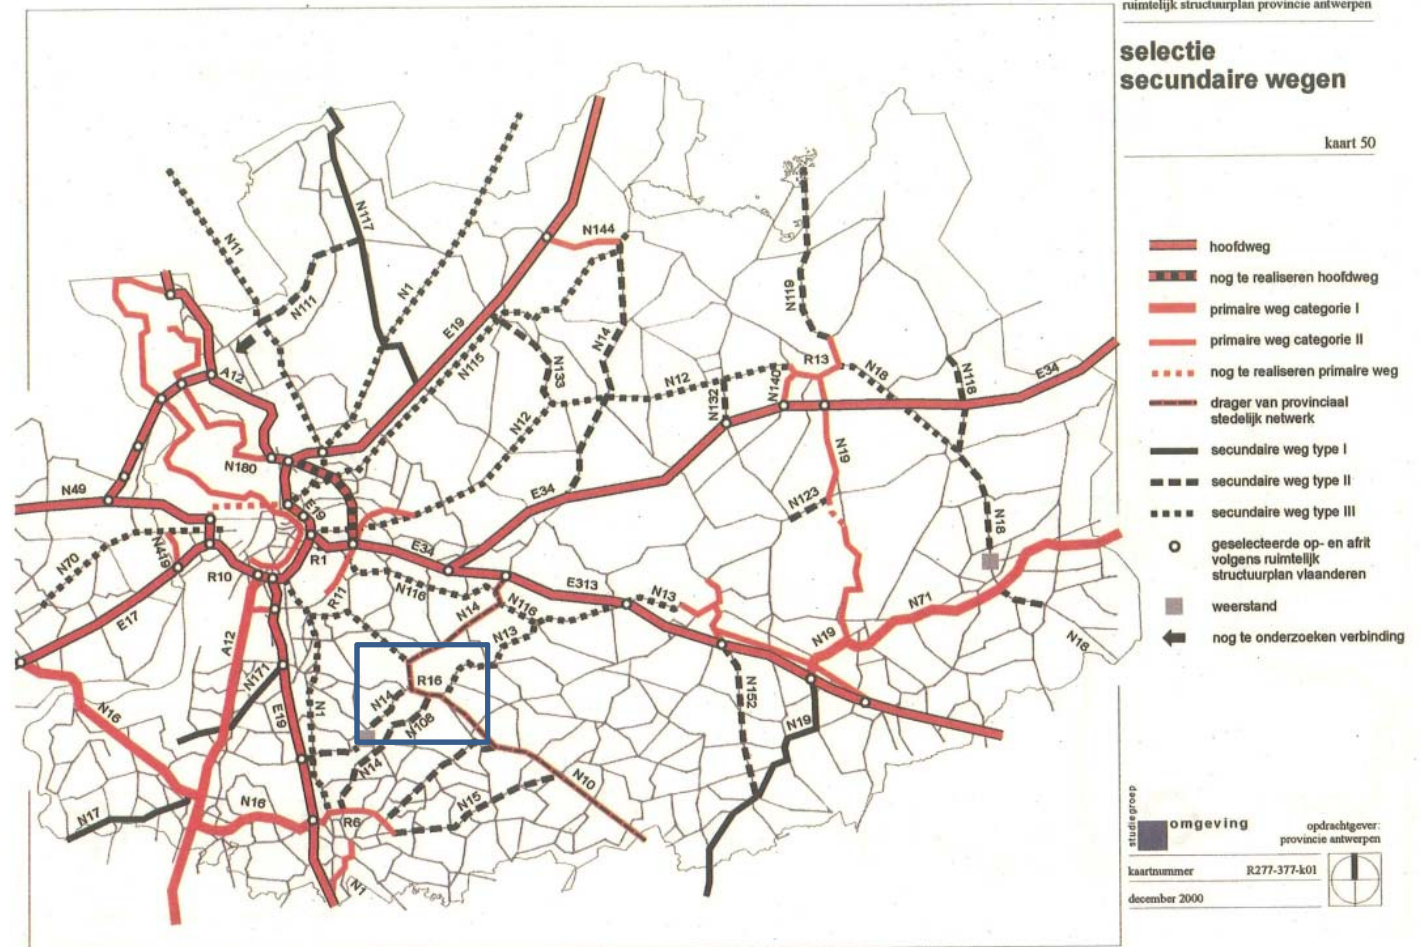 ruimtelijk structuurplan provincie antwerpen
selectie
secundaire wegen
kaart 50
hoofdweg
nog te realiseren hoofdweg
primaire weg categorie I
primaire weg categorie II
nog te realiseren primaire weg
drager van provinciaal
stedelijk netwerk
secundaire weg type I
secundaire weg type II
secundaire weg type III
geselecteerde op- en afrit
volgens ruimtelijk
structuurplan vlaanderen
weerstand
nog te onderzoeken verbinding
N117
N11
N144
N1
N111
N119
E19
N14
N115
N133
R13
N18
N118
E34
A12
N12
N140
N132
N12
N19
N180
N49
E34
E19
N123
N18
N70
N419
R1
E34
R10
E313
N116
N13
R11
N14
N116
N71
E17
N13
A12
N19
N18
N171
R16
N14
N152
N16
N1
E19
N108
N19
N14
N10
N16
N15
N17
R6
N1
studiegroep
omgeving
opdrachtgever:
provincie antwerpen
kaartnummer R277-377-k01
december 2000